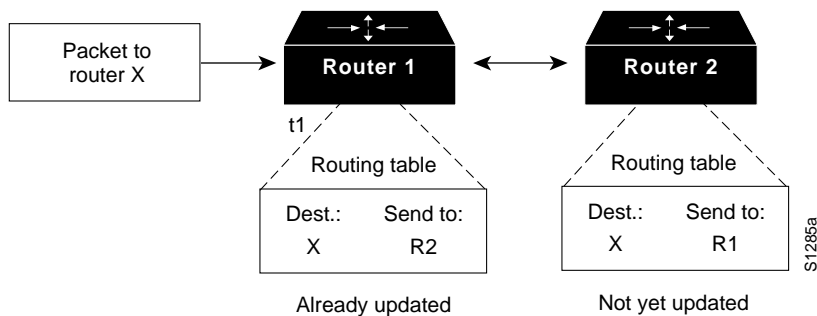 Packet to
router X
Router 1
Router 2
t1
Routing table
Dest.: Send to:
X R2
Already updated
Routing table
Dest.: Send to:
X R1
Not yet updated
S1285a